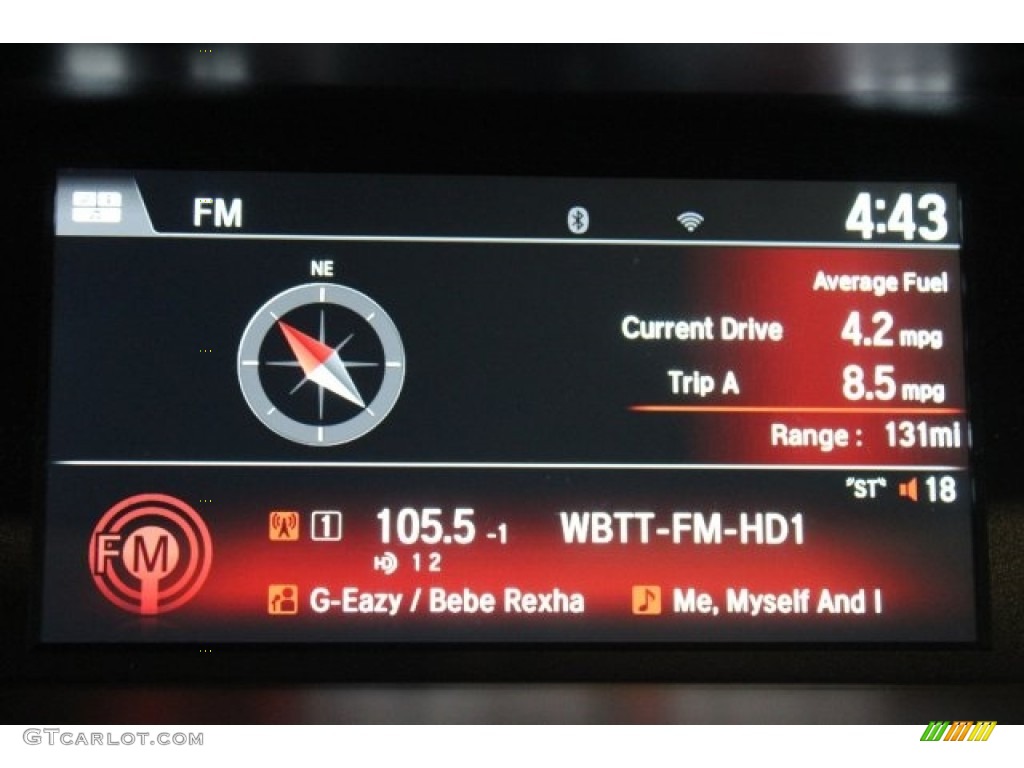 FM 4:43
NE
Average Fuel
Current Drive 4.2 mpg
Trip A 8.5 mpg
Range : 131mi
"ST" 18
FM 1 105.5 -1 WBTT-FM-HD1
HD 1 2
G-Eazy / Bebe Rexha Me, Myself And I
GTcarlot.com